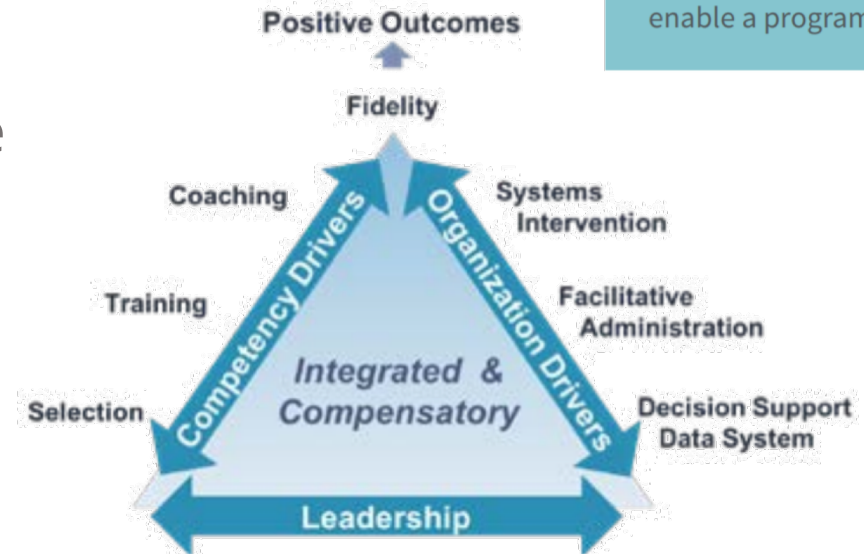 enable a program
Positive Outcomes
Fidelity
e
Coaching
Systems
Intervention
Competency Drivers
Organization Drivers
Training
Facilitative
Administration
Integrated &
Compensatory
Selection
Decision Support
Data System
Leadership